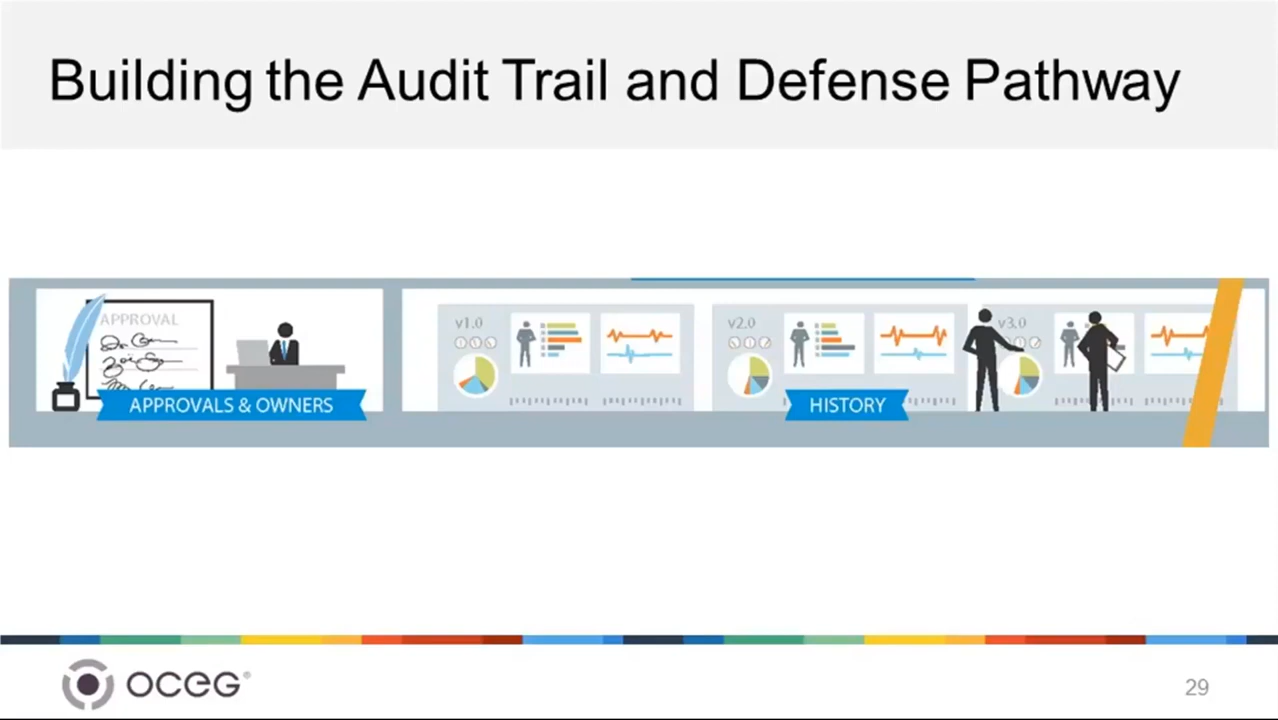 Building the Audit Trail and Defense Pathway
APPROVAL
APPROVALS & OWNERS
v1.0
v2.0
v3.0
HISTORY
OCEG®
29